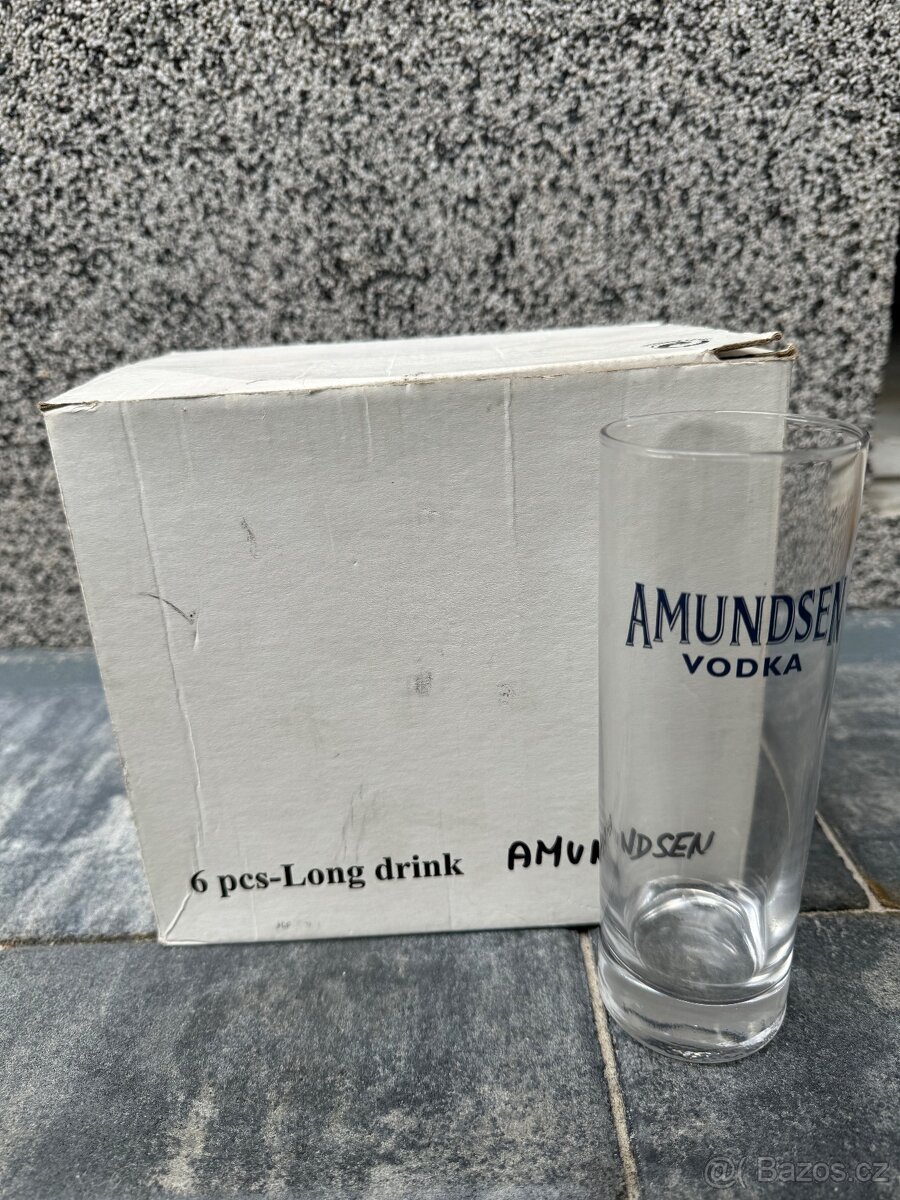 AMUNDSEN
VODKA
6 pcs-Long drink AMUNDSEN
@( Bazos.cz